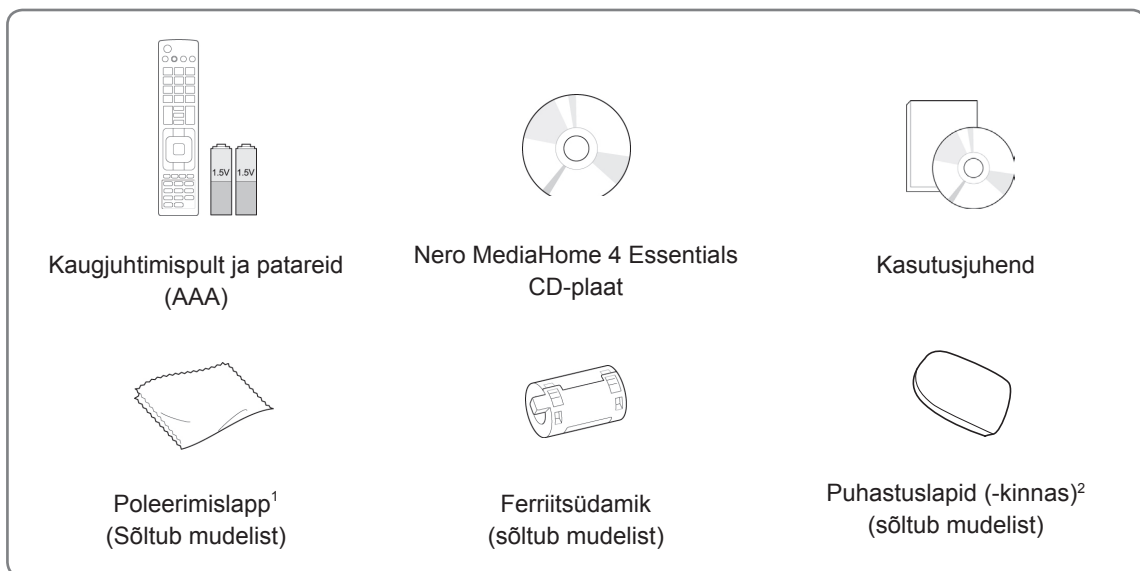 1.5V 1.5V
Kaugjuhtimispult ja patareid
(AAA)
Nero MediaHome 4 Essentials
CD-plaat
Kasutusjuhend
Poleerimislapp¹
(Sõltub mudelist)
Ferriitsüdamik
(sõltub mudelist)
Puhastuslapid (-kinnas)²
(sõltub mudelist)